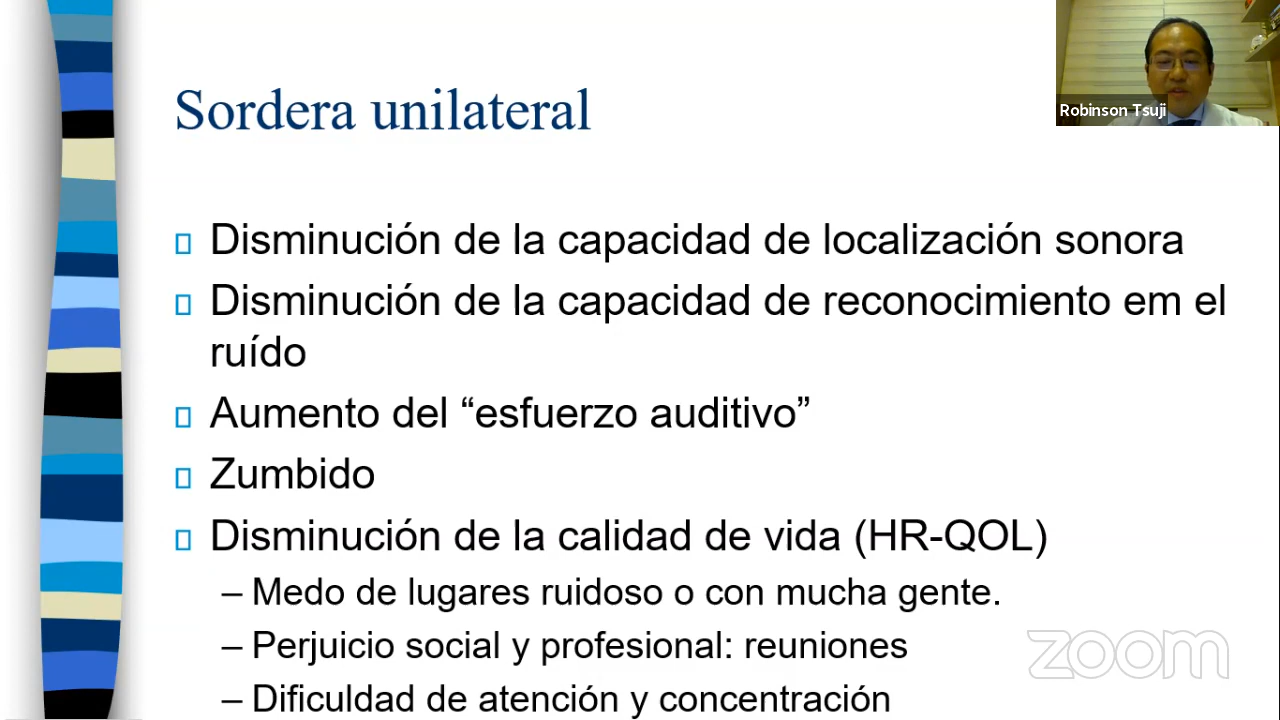 Sordera unilateral
Robinson Tsuji
Disminución de la capacidad de localización sonora
Disminución de la capacidad de reconocimiento em el
ruído
Aumento del “esfuerzo auditivo”
Zumbido
Disminución de la calidad de vida (HR-QOL)
– Medo de lugares ruidoso o con mucha gente.
– Perjuicio social y profesional: reuniones
– Dificuldad de atención y concentración
zoom